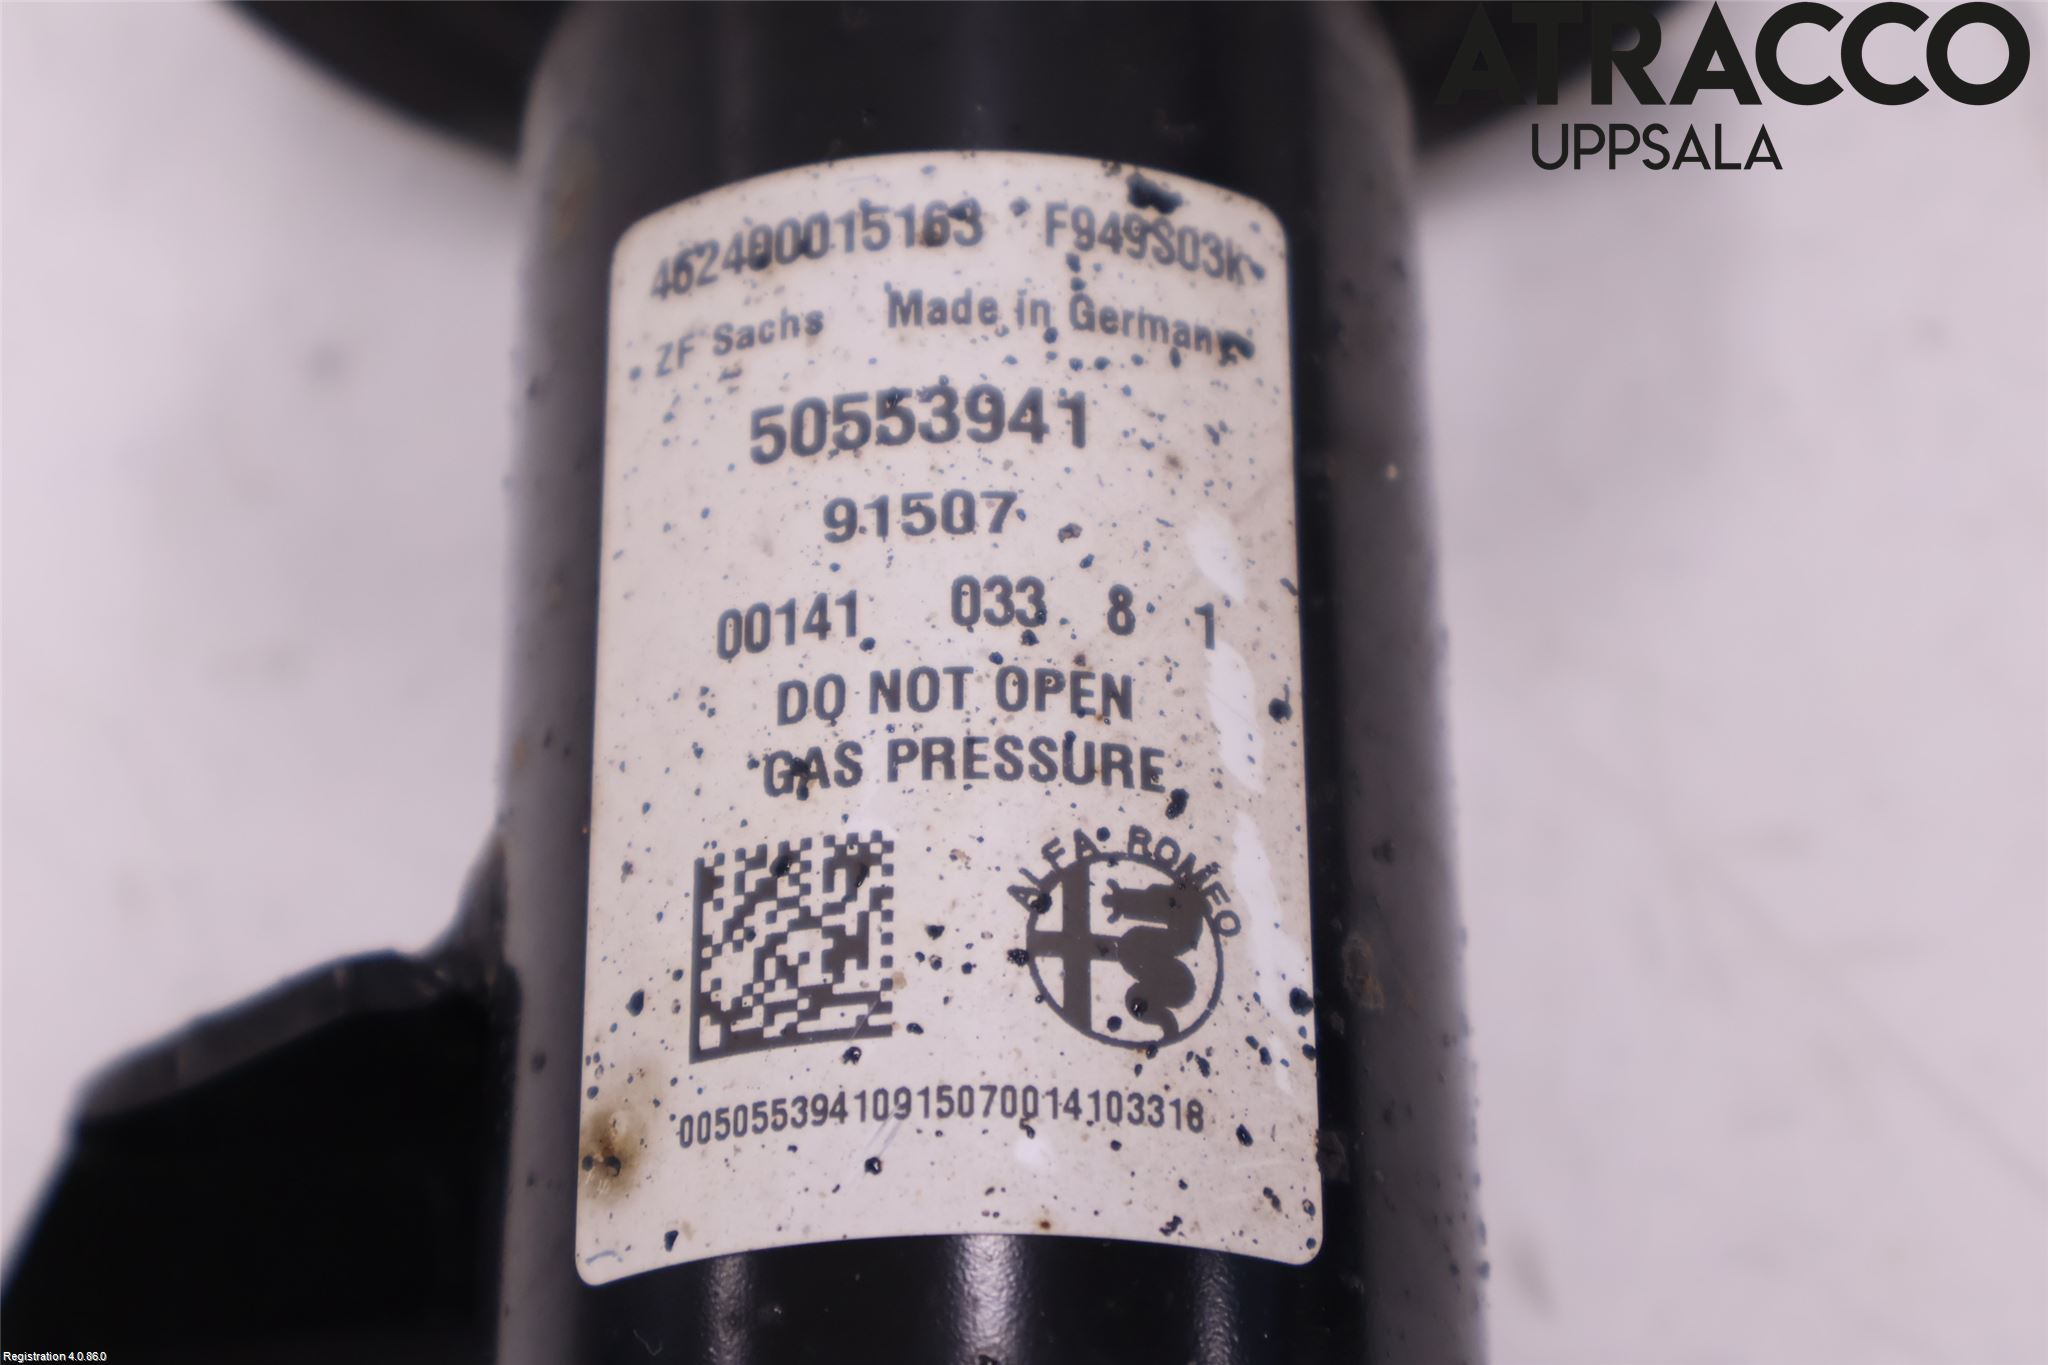 ATRACCO
UPPSALA
462400015163 F949S03K
ZF Sachs Made in Germany
50553941
91507
00141 033 8 1
DO NOT OPEN
GAS PRESSURE
ALFA ROMEO
005055394109150700141033 18
Registration 4.0.86.0